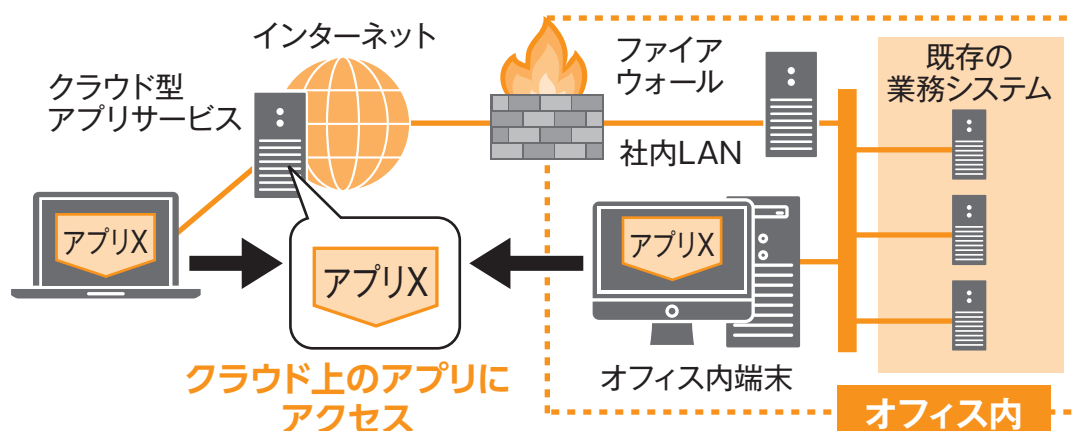 インターネット
クラウド型
アプリサービス
ファイア
ウォール
社内LAN
既存の
業務システム
アプリX
アプリX
アプリX
クラウド上のアプリに
アクセス
オフィス内端末
オフィス内